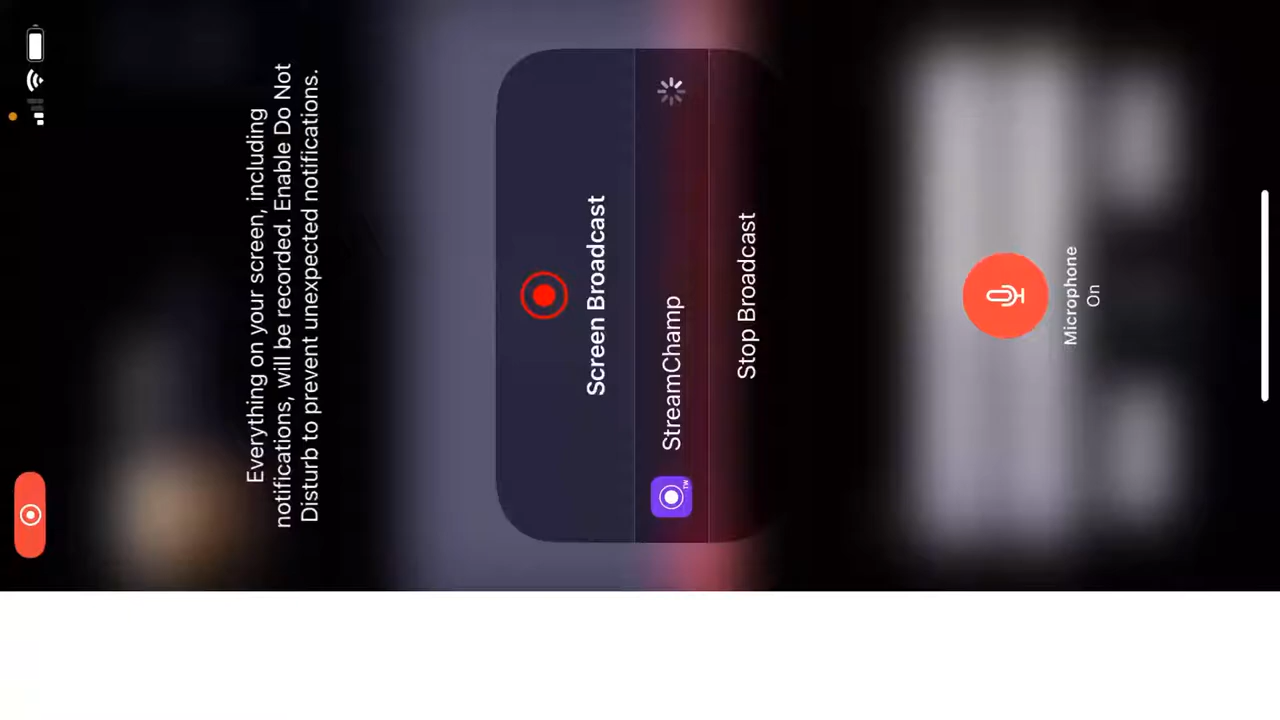 Everything on your screen, including
notifications, will be recorded. Enable Do Not
Disturb to prevent unexpected notifications.
Screen Broadcast
StreamChamp
TM
Stop Broadcast
Microphone
On